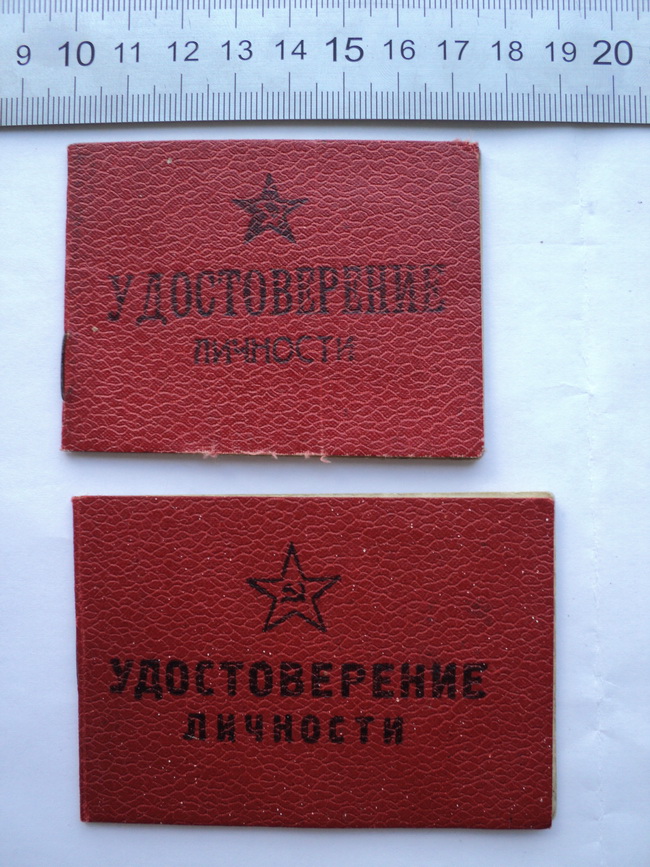 9 10 11 12 13 14 15 16 17 18 19 20
УДОСТОВЕРЕНИЕ
ЛИЧНОСТИ
УДОСТОВЕРЕНИЕ
ЛИЧНОСТИ